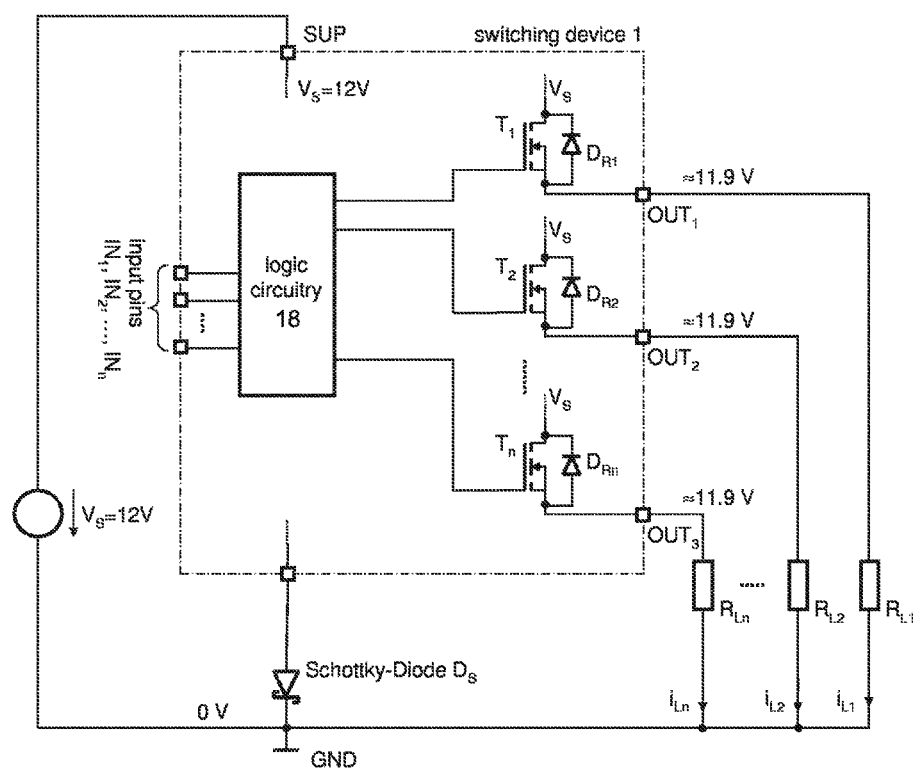 SUP
switching device 1
V_S=12V
V_S
T_1
D_R1
≈11.9 V
OUT_1
input pins
IN_1, IN_2, ...., IN_n
logic
circuitry
18
V_S
T_2
D_R2
≈11.9 V
OUT_2
V_S
T_n
D_Rn
≈11.9 V
OUT_3
V_S=12V
R_Ln
R_L2
R_L1
Schottky-Diode D_S
0 V
i_Ln
i_L2
i_L1
GND